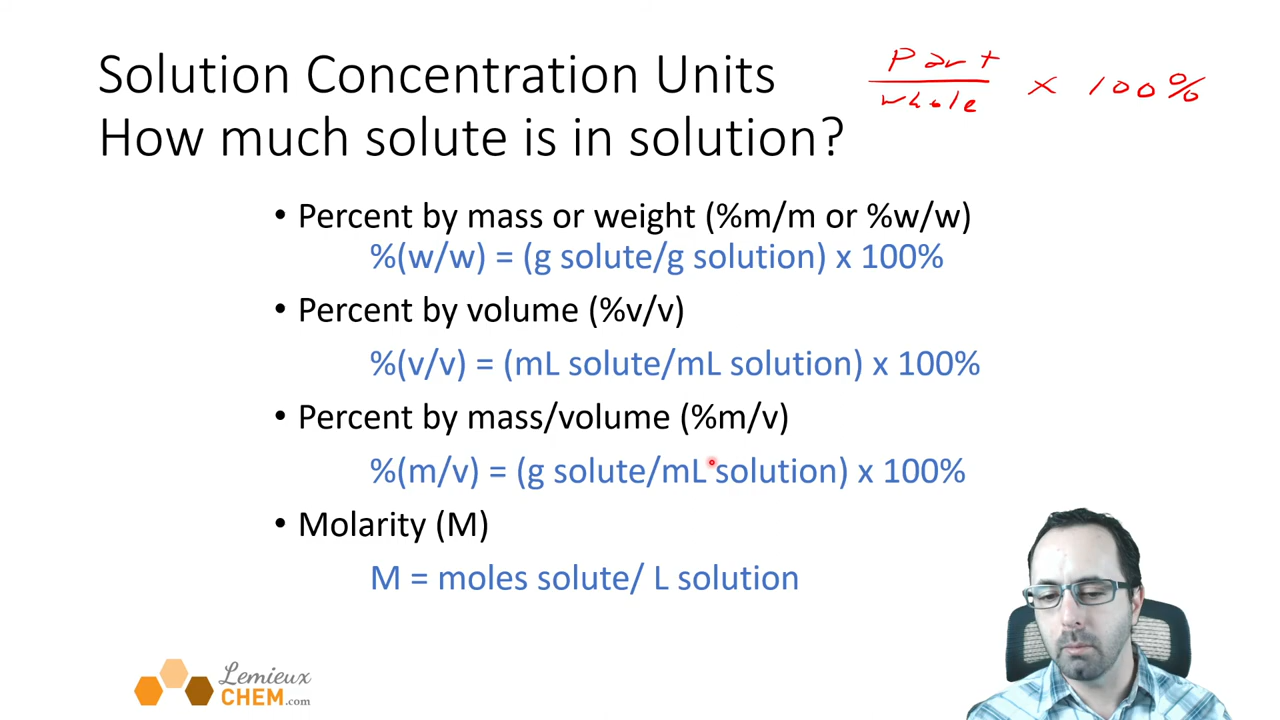 Solution Concentration Units
How much solute is in solution?
Part
whole
x 100%
• Percent by mass or weight (%m/m or %w/w)
%(w/w) = (g solute/g solution) x 100%
• Percent by volume (%v/v)
%(v/v) = (mL solute/mL solution) x 100%
• Percent by mass/volume (%m/v)
%(m/v) = (g solute/mL solution) x 100%
• Molarity (M)
M = moles solute/ L solution
Lemieux
CHEM.com